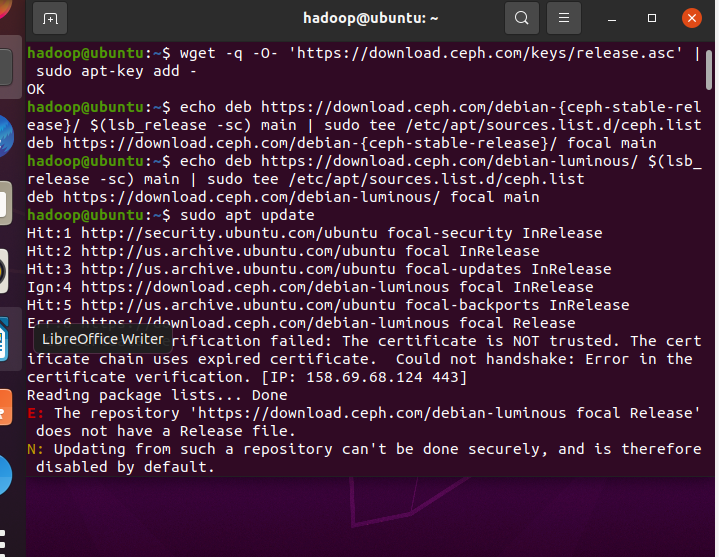 hadoop@ubuntu: ~
hadoop@ubuntu:~$ wget -q -O- 'https://download.ceph.com/keys/release.asc' |
sudo apt-key add -
OK
hadoop@ubuntu:~$ echo deb https://download.ceph.com/debian-{ceph-stable-rel
ease}/ $(lsb_release -sc) main | sudo tee /etc/apt/sources.list.d/ceph.list
deb https://download.ceph.com/debian-{ceph-stable-release}/ focal main
hadoop@ubuntu:~$ echo deb https://download.ceph.com/debian-luminous/ $(lsb_
release -sc) main | sudo tee /etc/apt/sources.list.d/ceph.list
deb https://download.ceph.com/debian-luminous/ focal main
hadoop@ubuntu:~$ sudo apt update
Hit:1 http://security.ubuntu.com/ubuntu focal-security InRelease
Hit:2 http://us.archive.ubuntu.com/ubuntu focal InRelease
Hit:3 http://us.archive.ubuntu.com/ubuntu focal-updates InRelease
Ign:4 https://download.ceph.com/debian-luminous focal InRelease
Hit:5 http://us.archive.ubuntu.com/ubuntu focal-backports InRelease
Err:6 https://download.ceph.com/debian-luminous focal Release
LibreOffice Writer rification failed: The certificate is NOT trusted. The cert
ificate chain uses expired certificate.  Could not handshake: Error in the
certificate verification. [IP: 158.69.68.124 443]
Reading package lists... Done
E: The repository 'https://download.ceph.com/debian-luminous focal Release'
does not have a Release file.
N: Updating from such a repository can't be done securely, and is therefore
disabled by default.